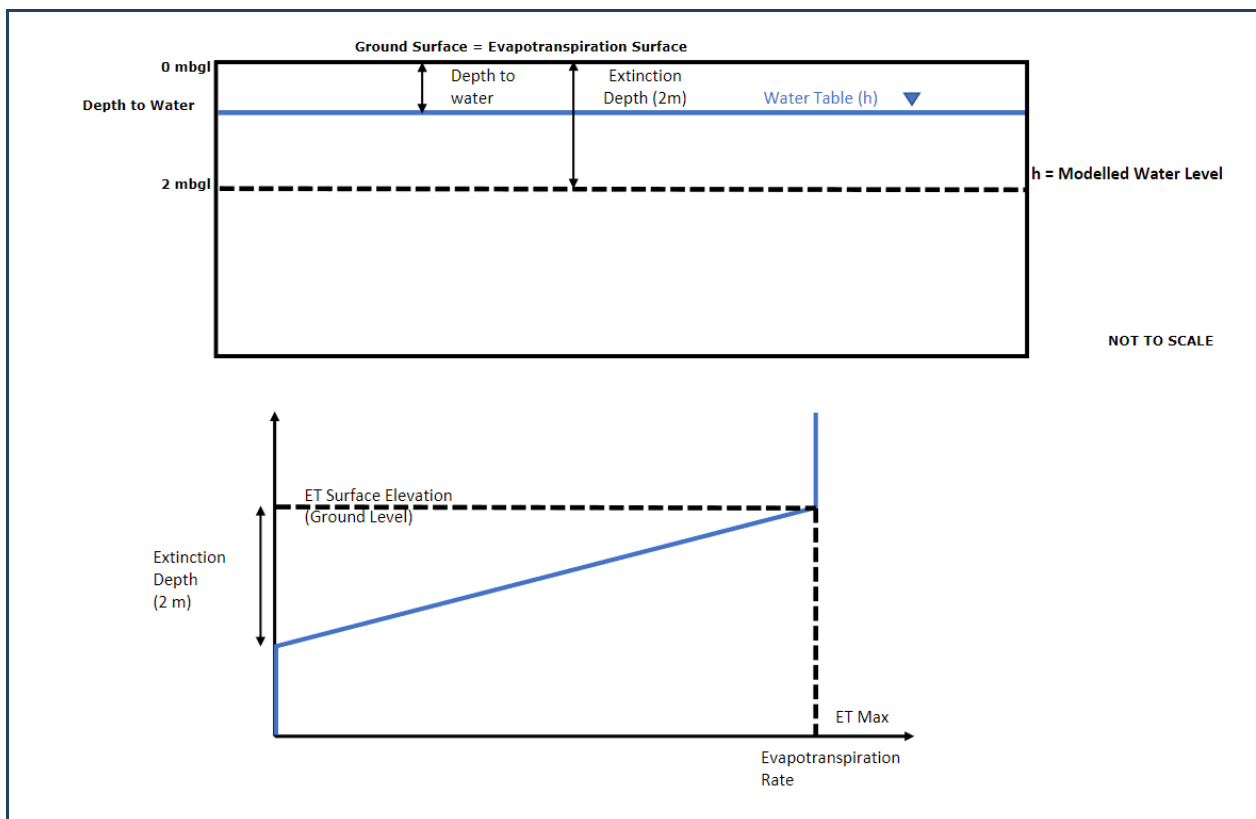 Ground Surface = Evapotranspiration Surface
0 mbgl
Depth to
water
Extinction
Depth (2m)
Water Table (h)
Depth to Water
2 mbgl
h = Modelled Water Level
NOT TO SCALE
ET Surface Elevation
(Ground Level)
Extinction
Depth
(2 m)
ET Max
Evapotranspiration
Rate